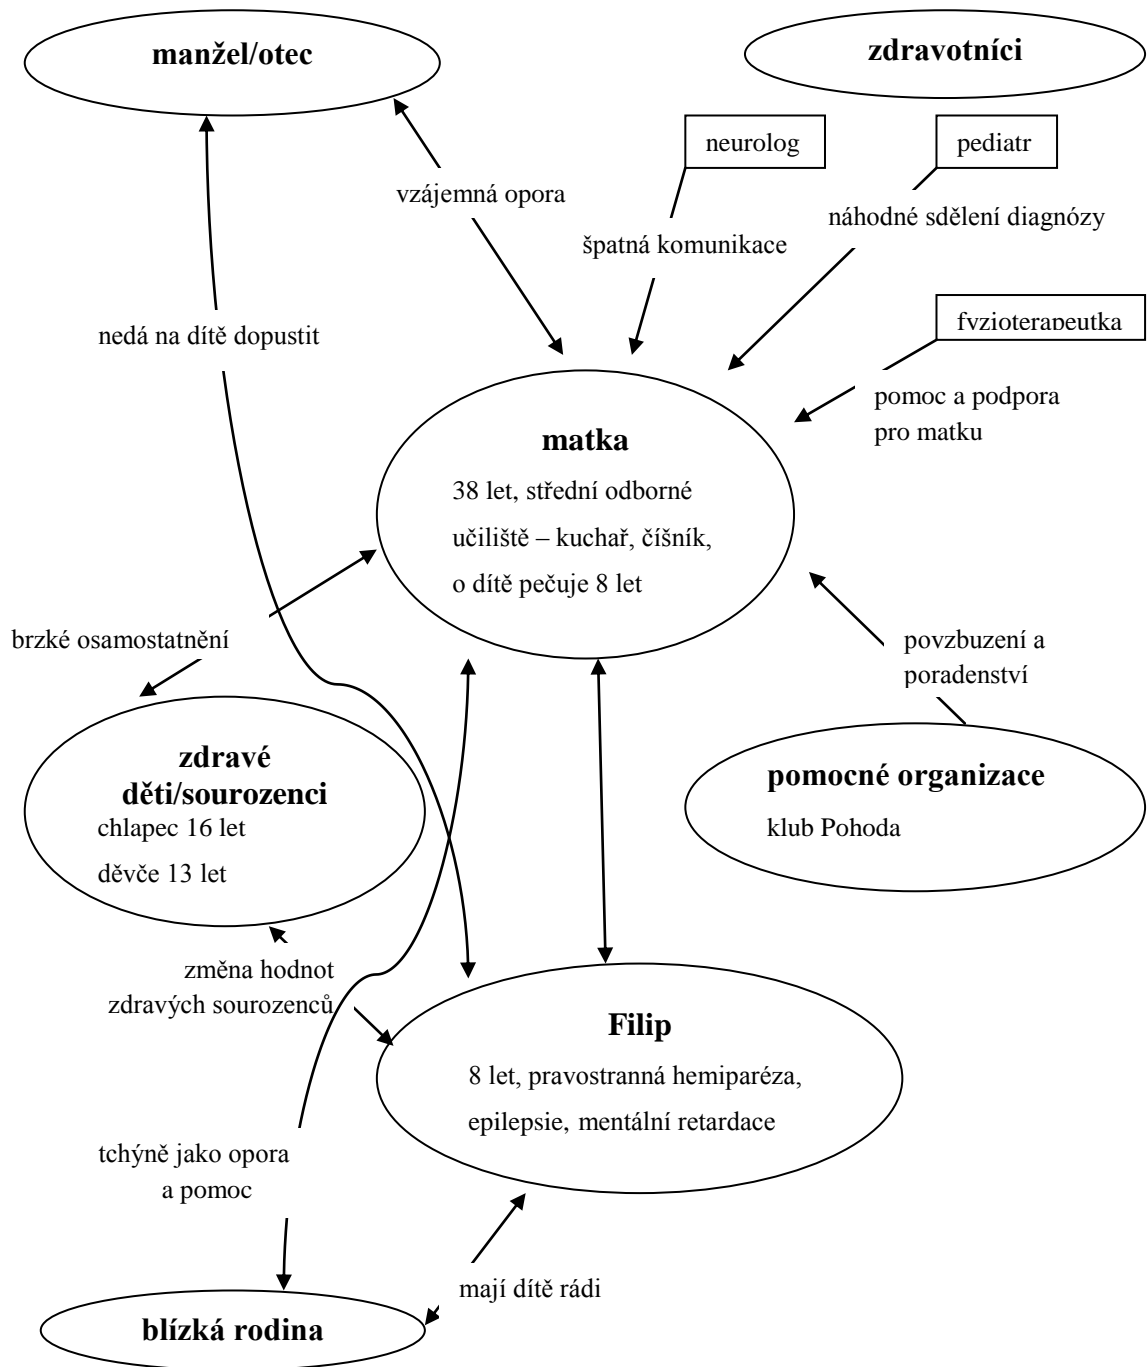 manžel/otec
zdravotníci
neurolog
pediatr
vzájemná opora
náhodné sdělení diagnózy
špatná komunikace
nedá na dítě dopustit
fyzioterapeutka
pomoc a podpora
pro matku
matka
38 let, střední odborné
učiliště – kuchař, číšník,
o dítě pečuje 8 let
brzké osamostatnění
povzbuzení a
poradenství
zdravé
děti/sourozenci
chlapec 16 let
děvče 13 let
pomocné organizace
klub Pohoda
změna hodnot
zdravých sourozenců
Filip
8 let, pravostranná hemiparéza,
epilepsie, mentální retardace
tchýně jako opora
a pomoc
mají dítě rádi
blízká rodina